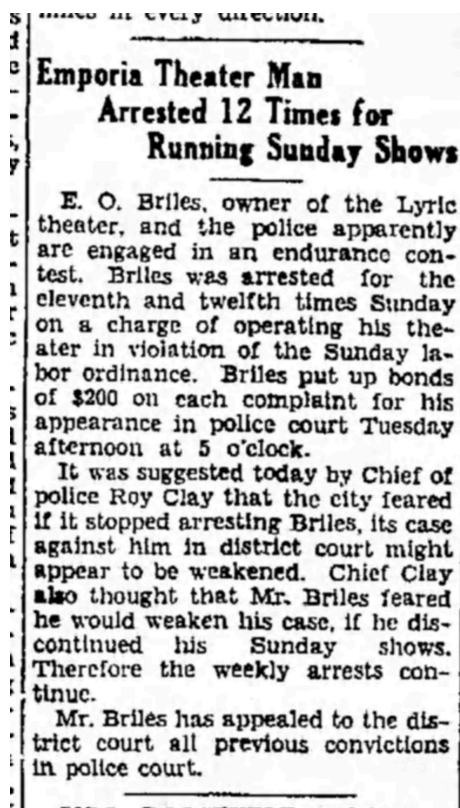 in every direction.
Emporia Theater Man
Arrested 12 Times for
Running Sunday Shows
E. O. Briles, owner of the Lyric
theater, and the police apparently
are engaged in an endurance con-
test. Briles was arrested for the
eleventh and twelfth times Sunday
on a charge of operating his the-
ater in violation of the Sunday la-
bor ordinance. Briles put up bonds
of $200 on each complaint for his
appearance in police court Tuesday
afternoon at 5 o'clock.
It was suggested today by Chief of
police Roy Clay that the city feared
if it stopped arresting Briles, its case
against him in district court might
appear to be weakened. Chief Clay
also thought that Mr. Briles feared
he would weaken his case, if he dis-
continued his Sunday shows.
Therefore the weekly arrests con-
tinue.
Mr. Briles has appealed to the dis-
trict court all previous convictions
in police court.